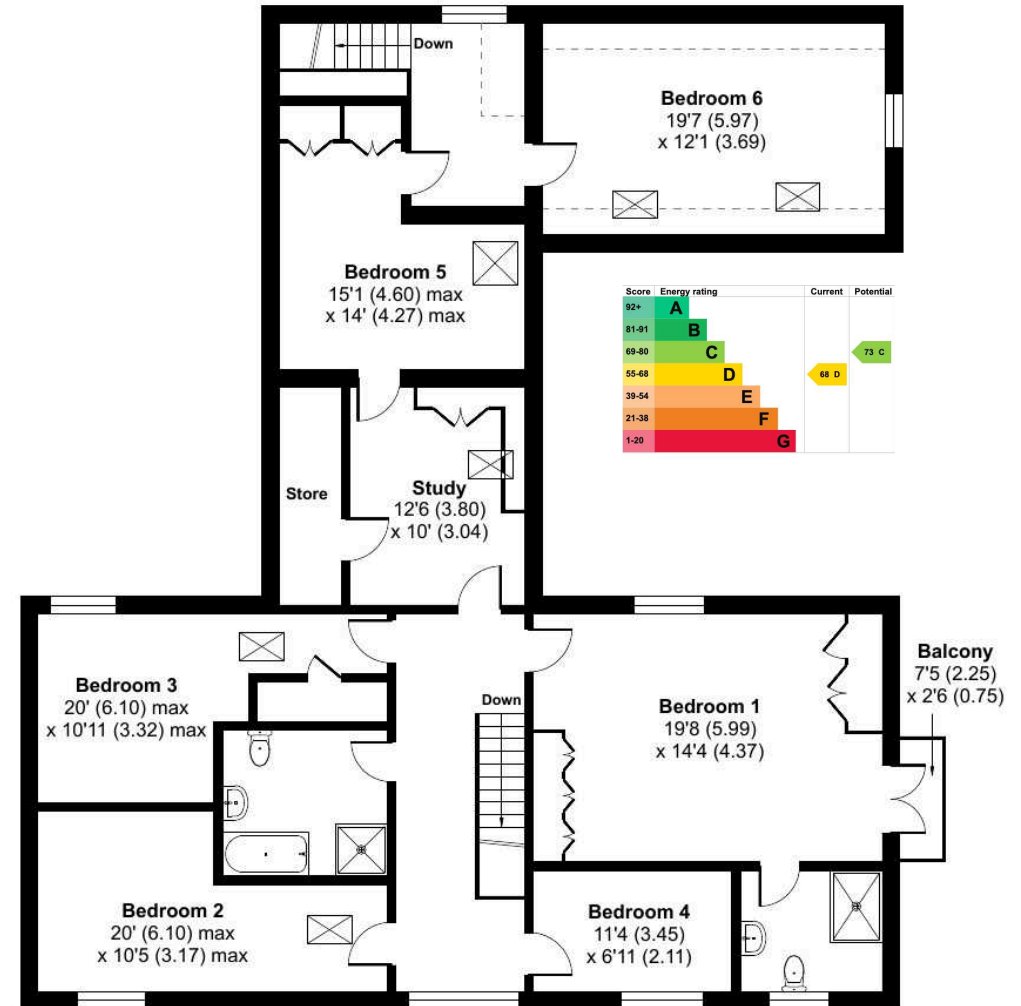 Down
Bedroom 6
19'7 (5.97)
x 12'1 (3.69)
Bedroom 5
15'1 (4.60) max
x 14' (4.27) max
Score Energy rating Current Potential
92+ A
81-91 B
69-80 C 73 C
55-68 D 68 D
39-54 E
21-38 F
1-20 G
Store
Study
12'6 (3.80)
x 10' (3.04)
Balcony
7'5 (2.25)
x 2'6 (0.75)
Bedroom 3
20' (6.10) max
x 10'11 (3.32) max
Down
Bedroom 1
19'8 (5.99)
x 14'4 (4.37)
Bedroom 2
20' (6.10) max
x 10'5 (3.17) max
Bedroom 4
11'4 (3.45)
x 6'11 (2.11)